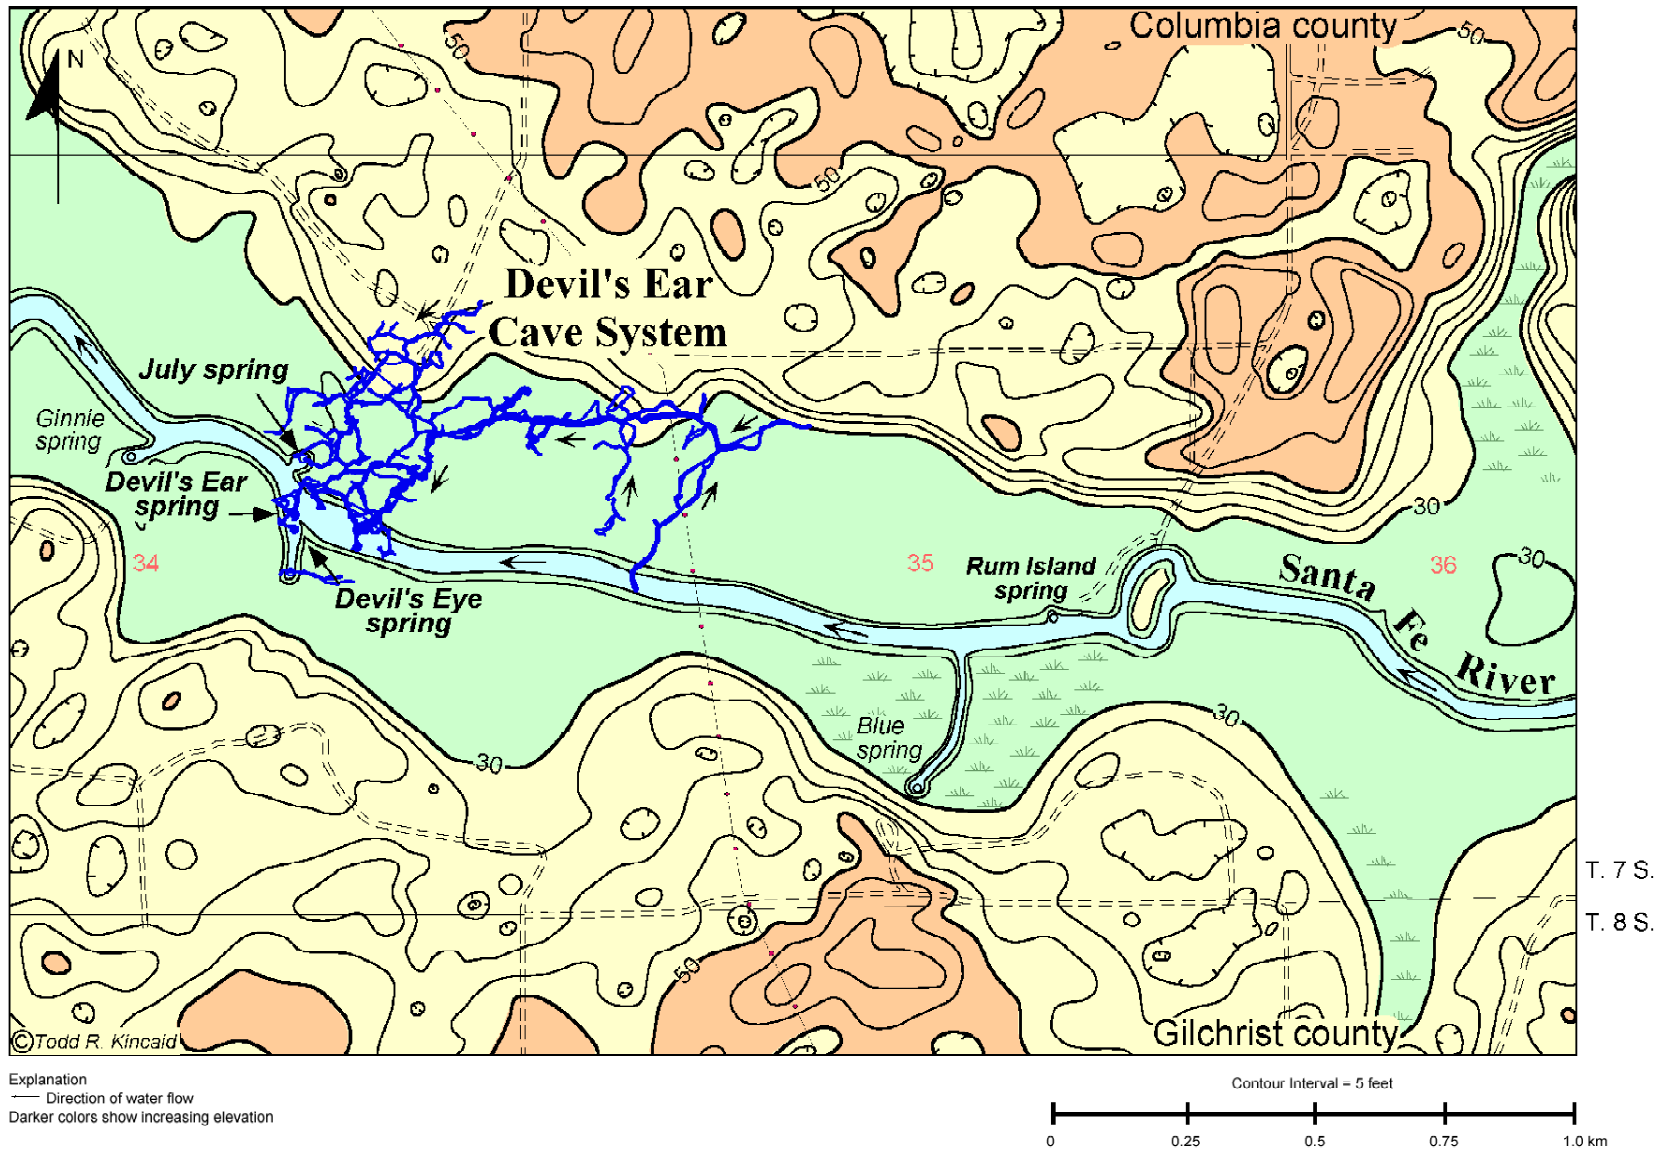 Columbia county
50
50
N
50
Devil's Ear
Cave System
July spring
Ginnie
spring
Devil's Ear
spring
30
34
35
36
30
Rum Island
spring
Santa
Fe
River
Devil's Eye
spring
Blue
spring
30
30
T. 7 S.
T. 8 S.
50
Gilchrist county
©Todd R. Kincaid
Explanation
Direction of water flow
Darker colors show increasing elevation
Contour Interval = 5 feet
0 0.25 0.5 0.75 1.0 km